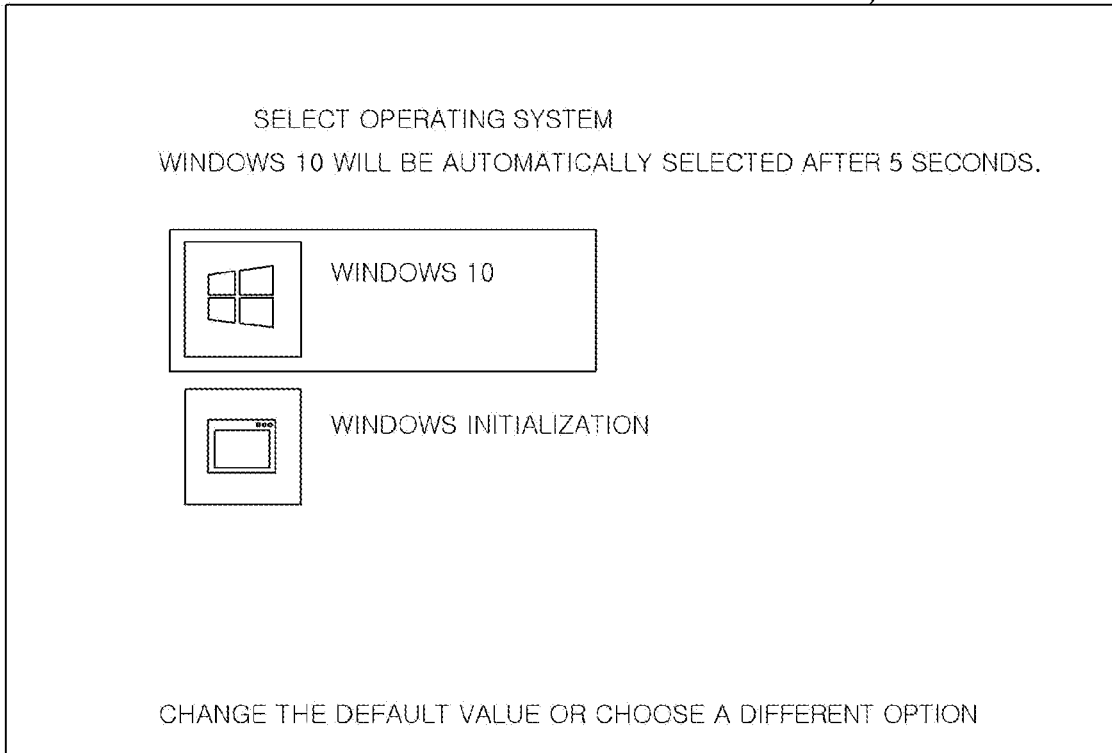 SELECT OPERATING SYSTEM
WINDOWS 10 WILL BE AUTOMATICALLY SELECTED AFTER 5 SECONDS.
WINDOWS 10
WINDOWS INITIALIZATION
CHANGE THE DEFAULT VALUE OR CHOOSE A DIFFERENT OPTION